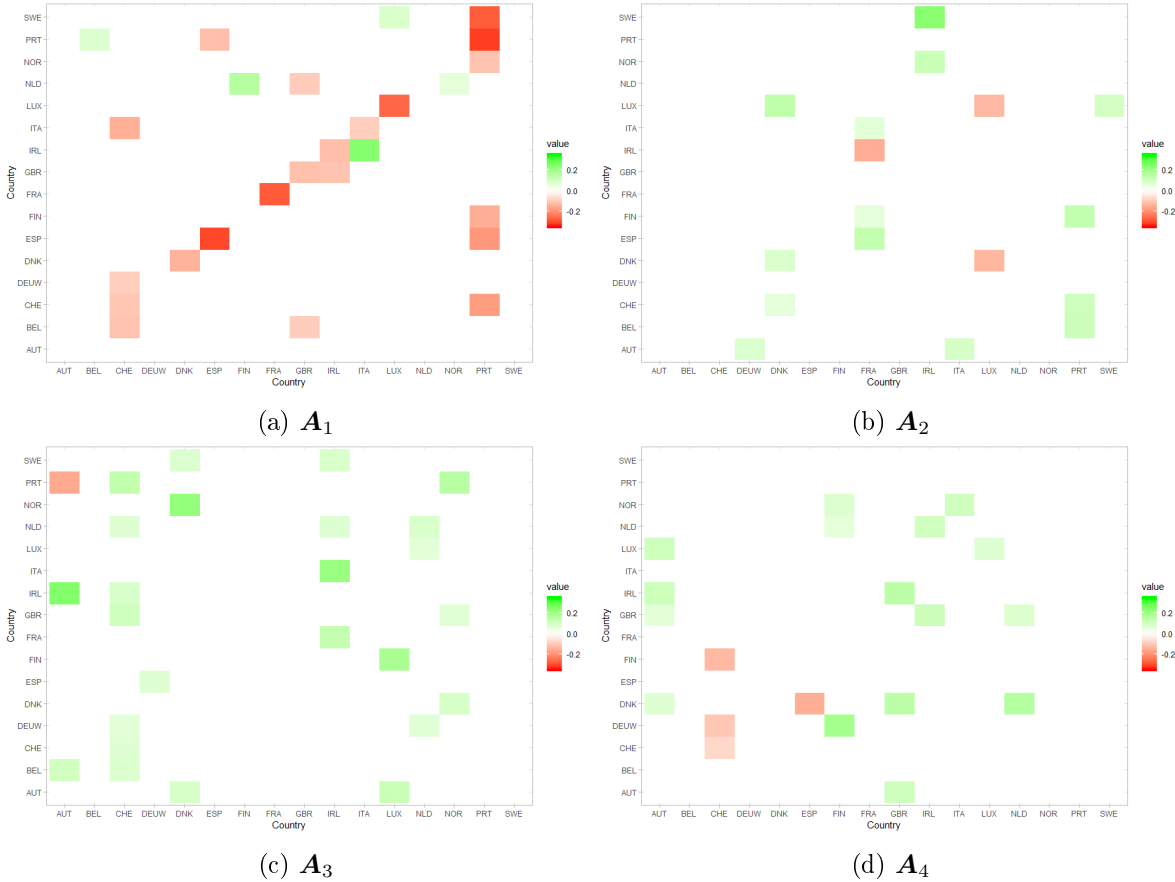 SWE
PRT
NOR
NLD
LUX
ITA
IRL
GBR
FRA
FIN
ESP
DNK
DEUW
CHE
BEL
AUT
Country
AUT BEL CHE DEUW DNK ESP FIN FRA GBR IRL ITA LUX NLD NOR PRT SWE
Country
value
0.2
0.0
-0.2
(a) A1
SWE
PRT
NOR
NLD
LUX
ITA
IRL
GBR
FRA
FIN
ESP
DNK
DEUW
CHE
BEL
AUT
Country
AUT BEL CHE DEUW DNK ESP FIN FRA GBR IRL ITA LUX NLD NOR PRT SWE
Country
value
0.2
0.0
-0.2
(b) A2
SWE
PRT
NOR
NLD
LUX
ITA
IRL
GBR
FRA
FIN
ESP
DNK
DEUW
CHE
BEL
AUT
Country
AUT BEL CHE DEUW DNK ESP FIN FRA GBR IRL ITA LUX NLD NOR PRT SWE
Country
value
0.2
0.0
-0.2
(c) A3
SWE
PRT
NOR
NLD
LUX
ITA
IRL
GBR
FRA
FIN
ESP
DNK
DEUW
CHE
BEL
AUT
Country
AUT BEL CHE DEUW DNK ESP FIN FRA GBR IRL ITA LUX NLD NOR PRT SWE
Country
value
0.2
0.0
-0.2
(d) A4